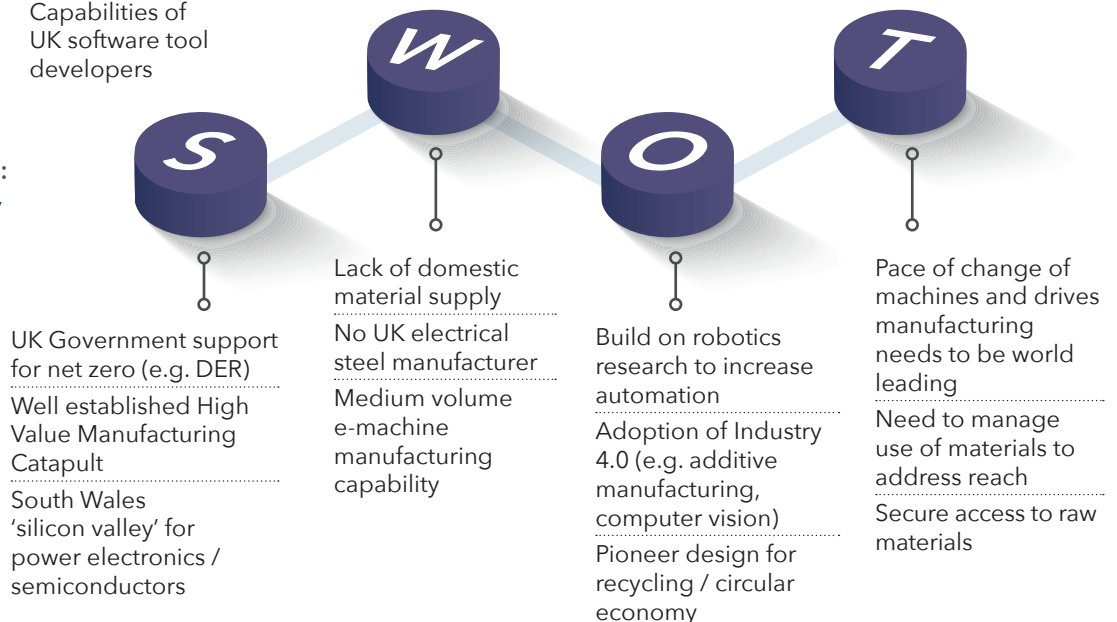 Capabilities of
UK software tool
developers
S
W
O
T
UK Government support
for net zero (e.g. DER)
Well established High
Value Manufacturing
Catapult
South Wales
‘silicon valley’ for
power electronics /
semiconductors
Lack of domestic
material supply
No UK electrical
steel manufacturer
Medium volume
e-machine
manufacturing
capability
Build on robotics
research to increase
automation
Adoption of Industry
4.0 (e.g. additive
manufacturing,
computer vision)
Pioneer design for
recycling / circular
economy
Pace of change of
machines and drives
manufacturing
needs to be world
leading
Need to manage
use of materials to
address reach
Secure access to raw
materials